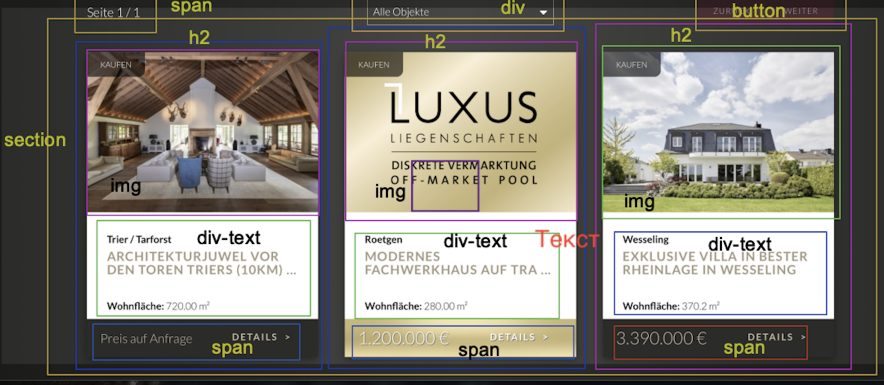 Seite 1 / 1
span
Alle Objekte
div
ZURÜCK
button
WEITER
h2
h2
h2
section
KAUFEN
KAUFEN
KAUFEN
LUXUS
LIEGENSCHAFTEN
DISKRETE VERMARKTUNG
OFF-MARKET POOL
img
img
img
Trier / Tarforst
div-text
ARCHITEKTURJUWEL VOR
DEN TOREN TRIERS (10KM) ...
Wohnfläche: 720.00 m²
Preis auf Anfrage
DETAILS >
span
Текст
Roetgen
div-text
MODERNES
FACHWERKHAUS AUF TRA ...
Wohnfläche: 280.00 m²
1.200.000 €
DETAILS >
span
Wesseling
div-text
EXKLUSIVE VILLA IN BESTER
RHEINLAGE IN WESSELING
Wohnfläche: 370.2 m²
3.390.000 €
DETAILS >
span